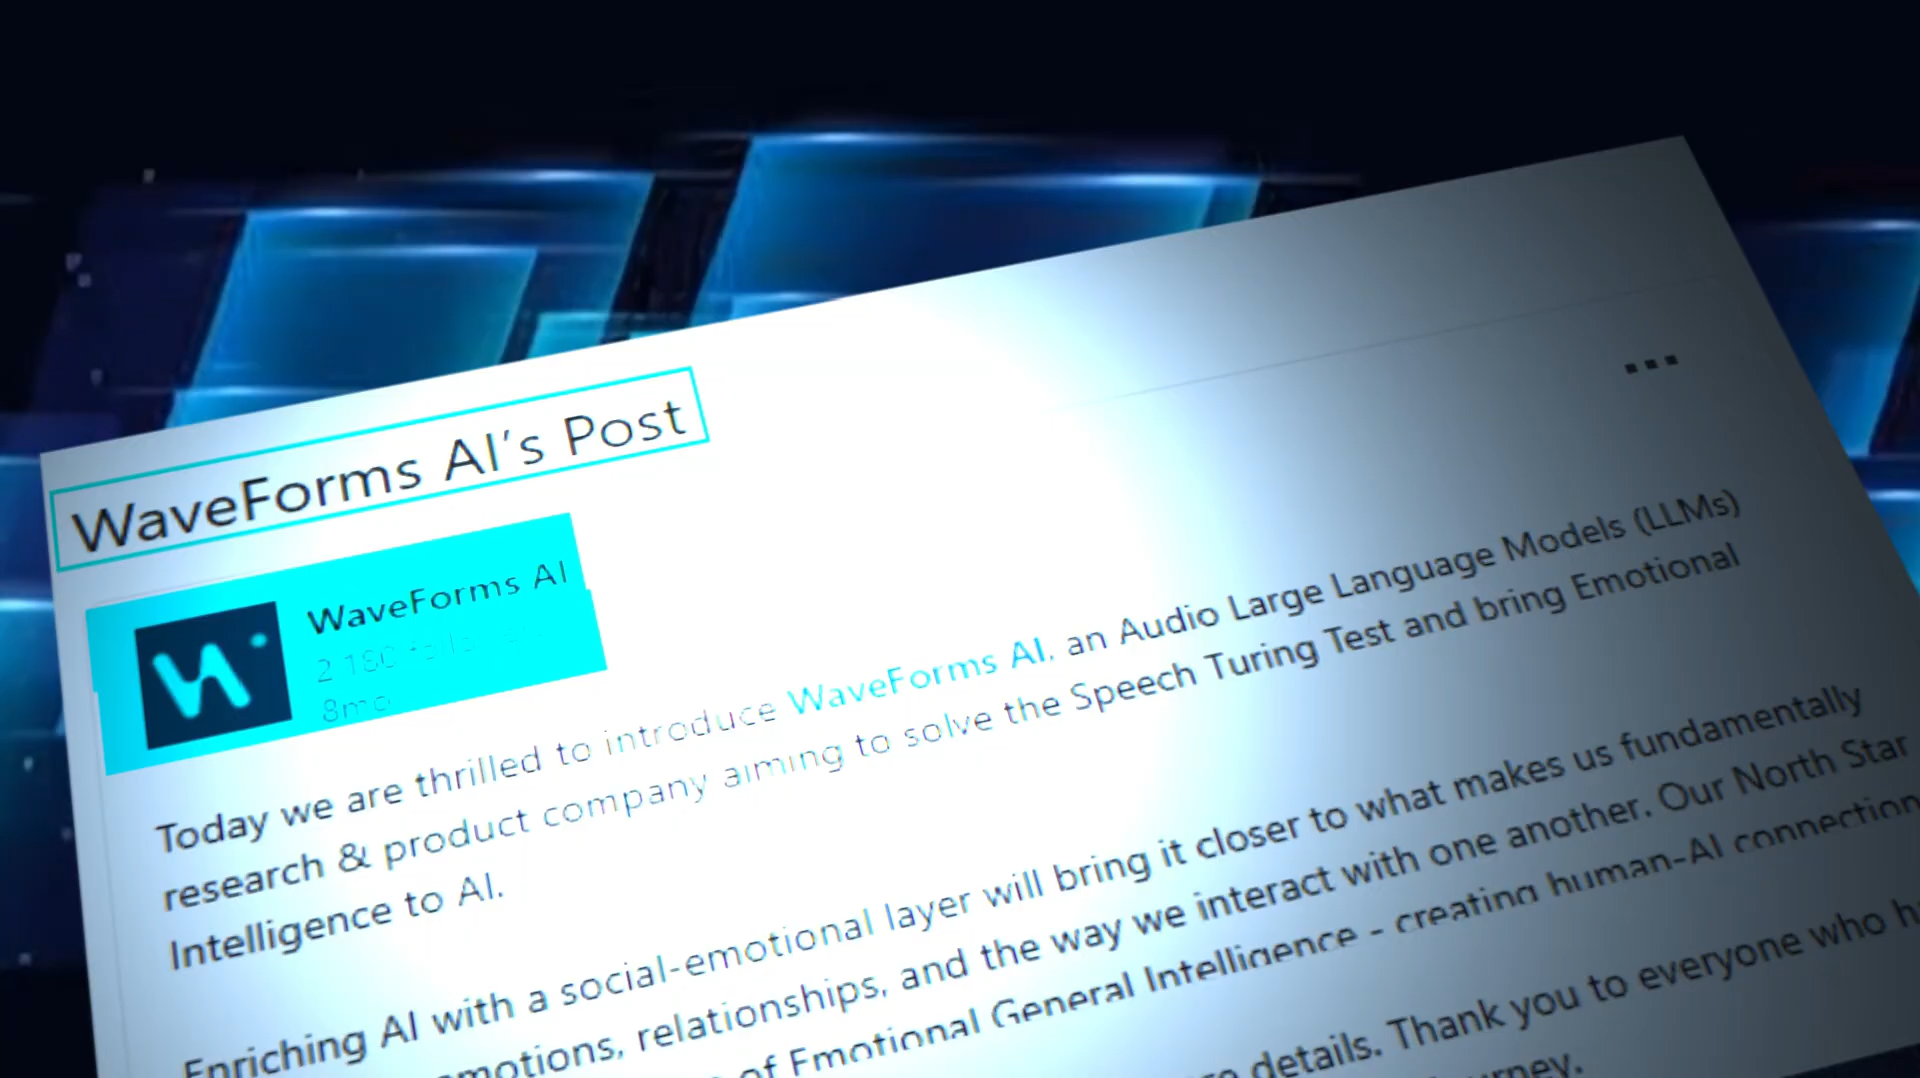 WaveForms AI's Post
WaveForms AI
8mo
Today we are thrilled to introduce WaveForms AI, an Audio Large Language Models (LLMs)
research & product company aiming to solve the Speech Turing Test and bring Emotional
Intelligence to AI.
Enriching AI with a social-emotional layer will bring it closer to what makes us fundamentally
relationships, and the way we interact with one another. Our North Star
of Emotional General Intelligence - creating human-AI connection
details. Thank you to everyone who